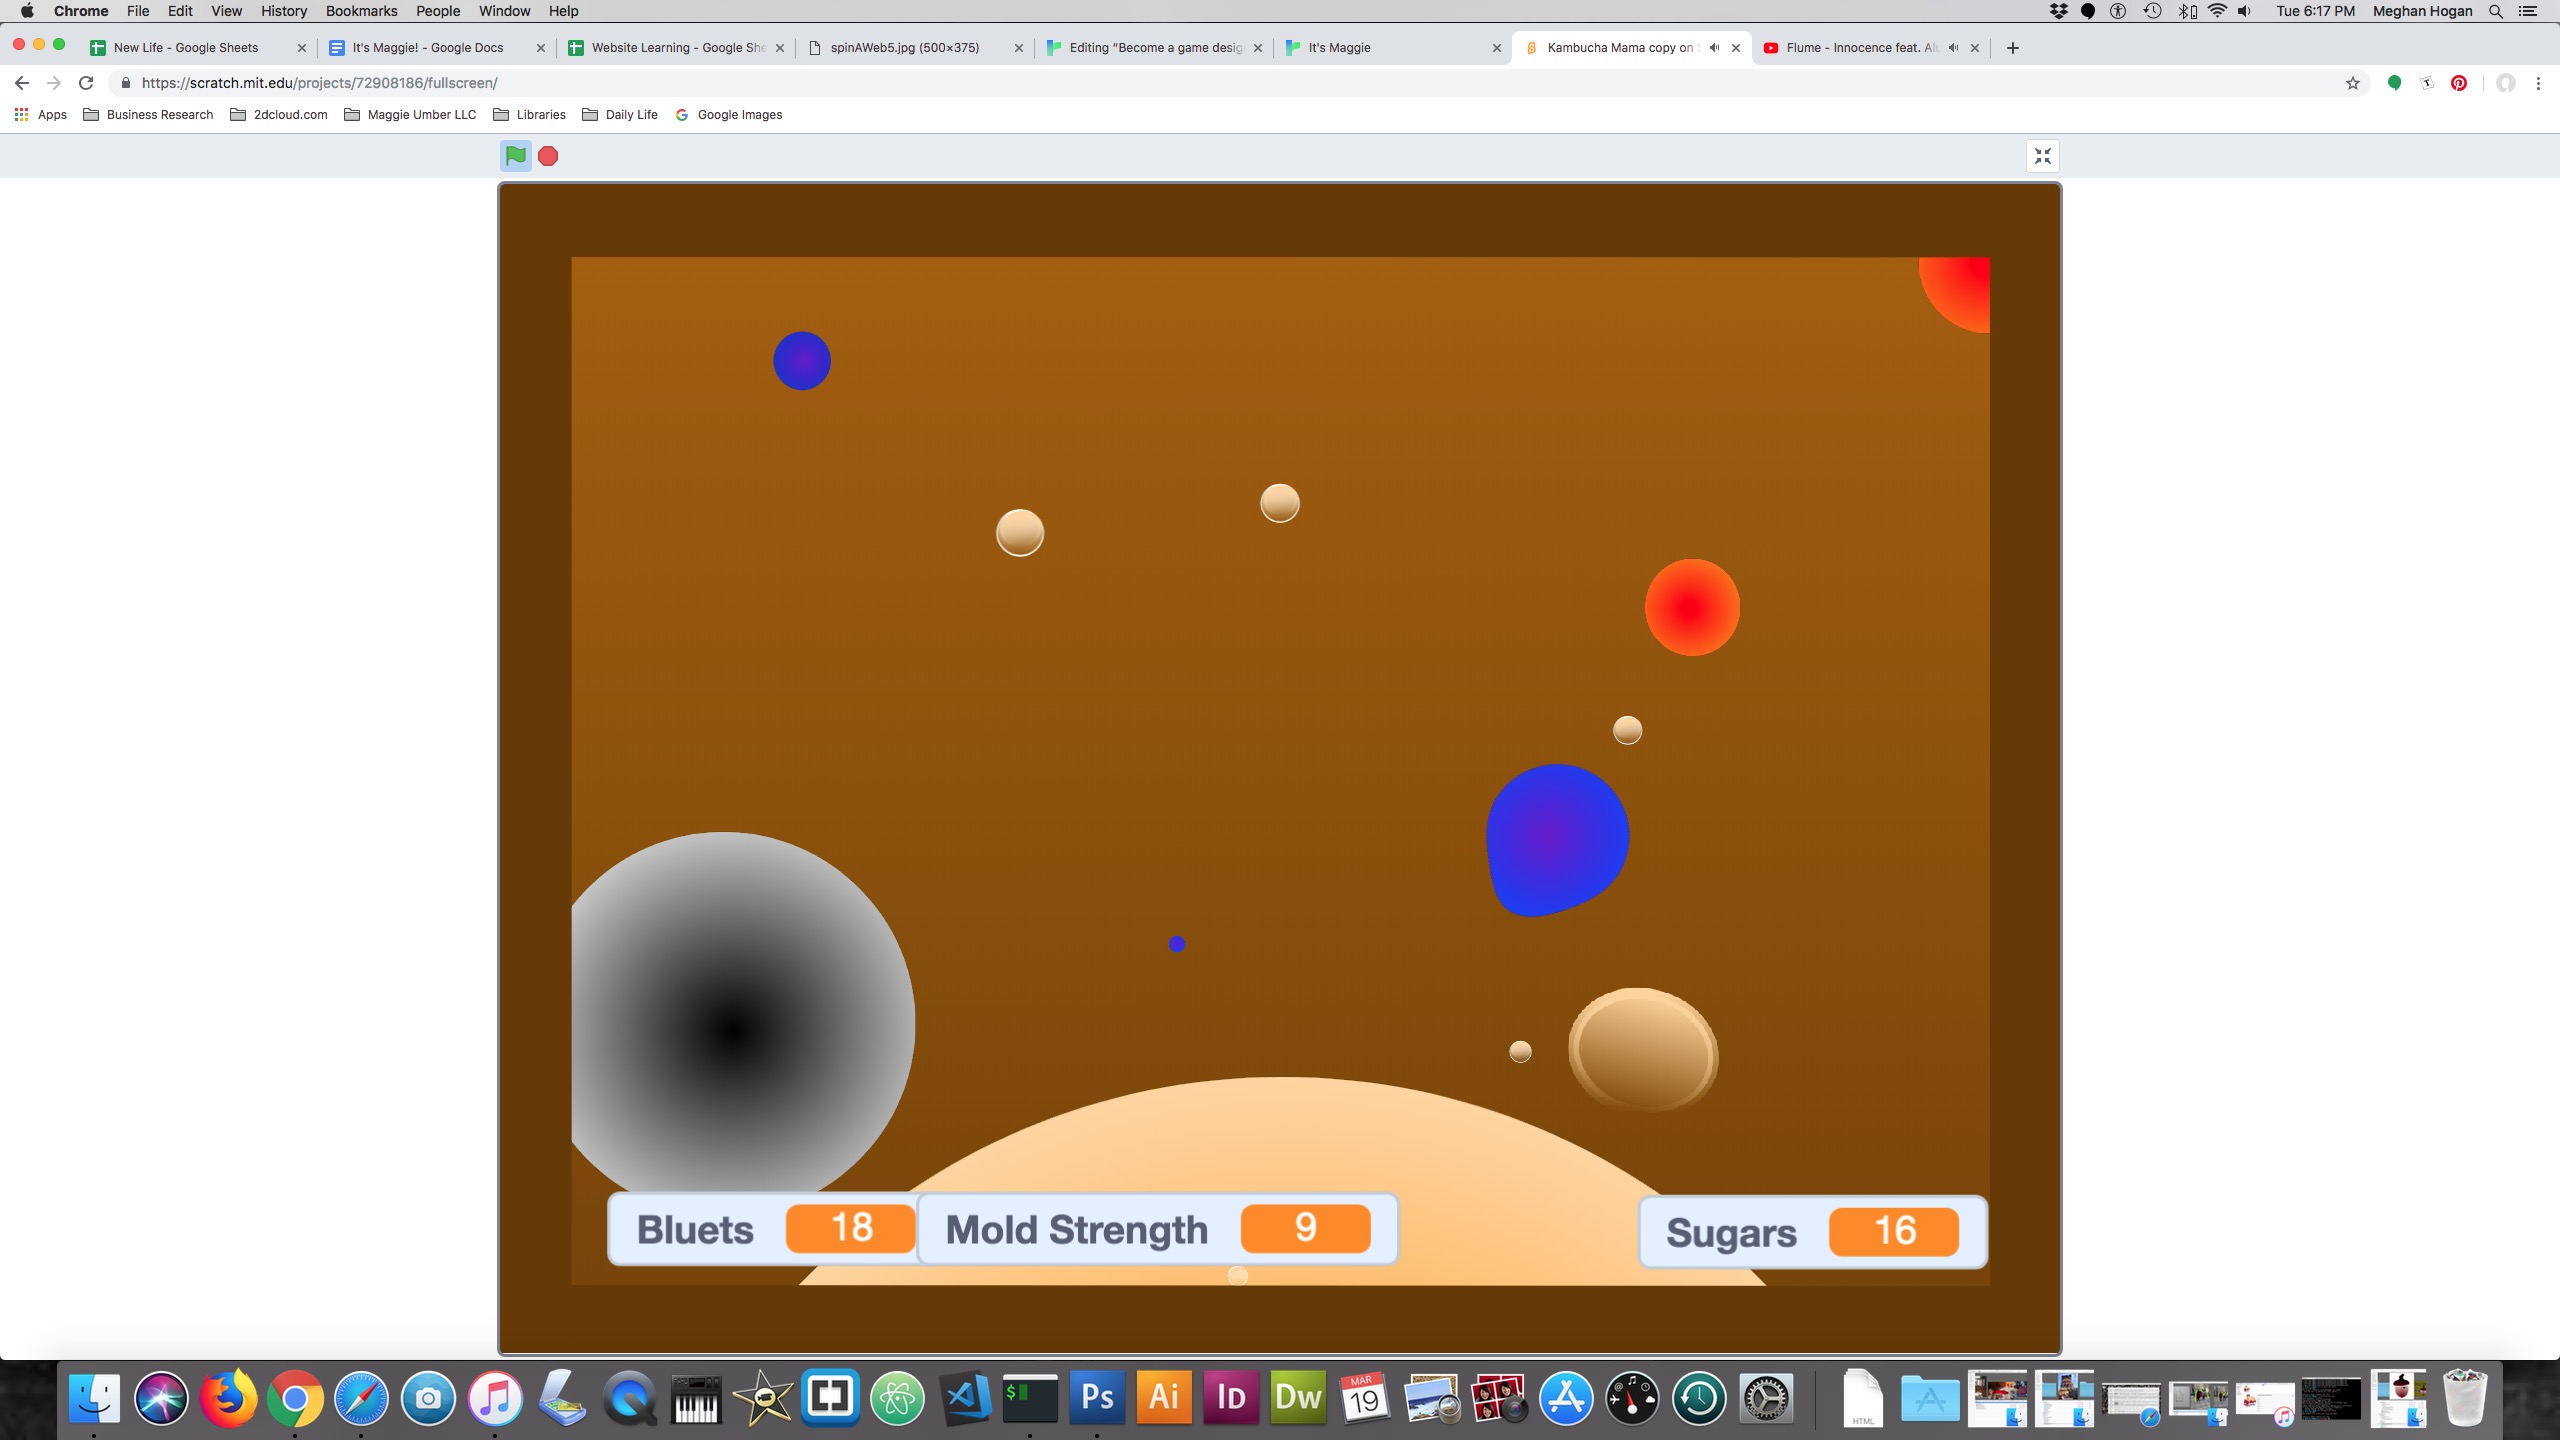 Chrome File Edit View History Bookmarks People Window Help Tue 6:17 PM Meghan Hogan
New Life - Google Sheets It's Maggie! - Google Docs Website Learning - Google She spinAWeb5.jpg (500×375) Editing "Become a game desig It's Maggie Kambucha Mama copy on Flume - Innocence feat. Al
https://scratch.mit.edu/projects/72908186/fullscreen/
Apps Business Research 2dcloud.com Maggie Umber LLC Libraries Daily Life Google Images
Bluets 18 Mold Strength 9 Sugars 16
$ Ps Ai Id Dw MAR 19 HTML